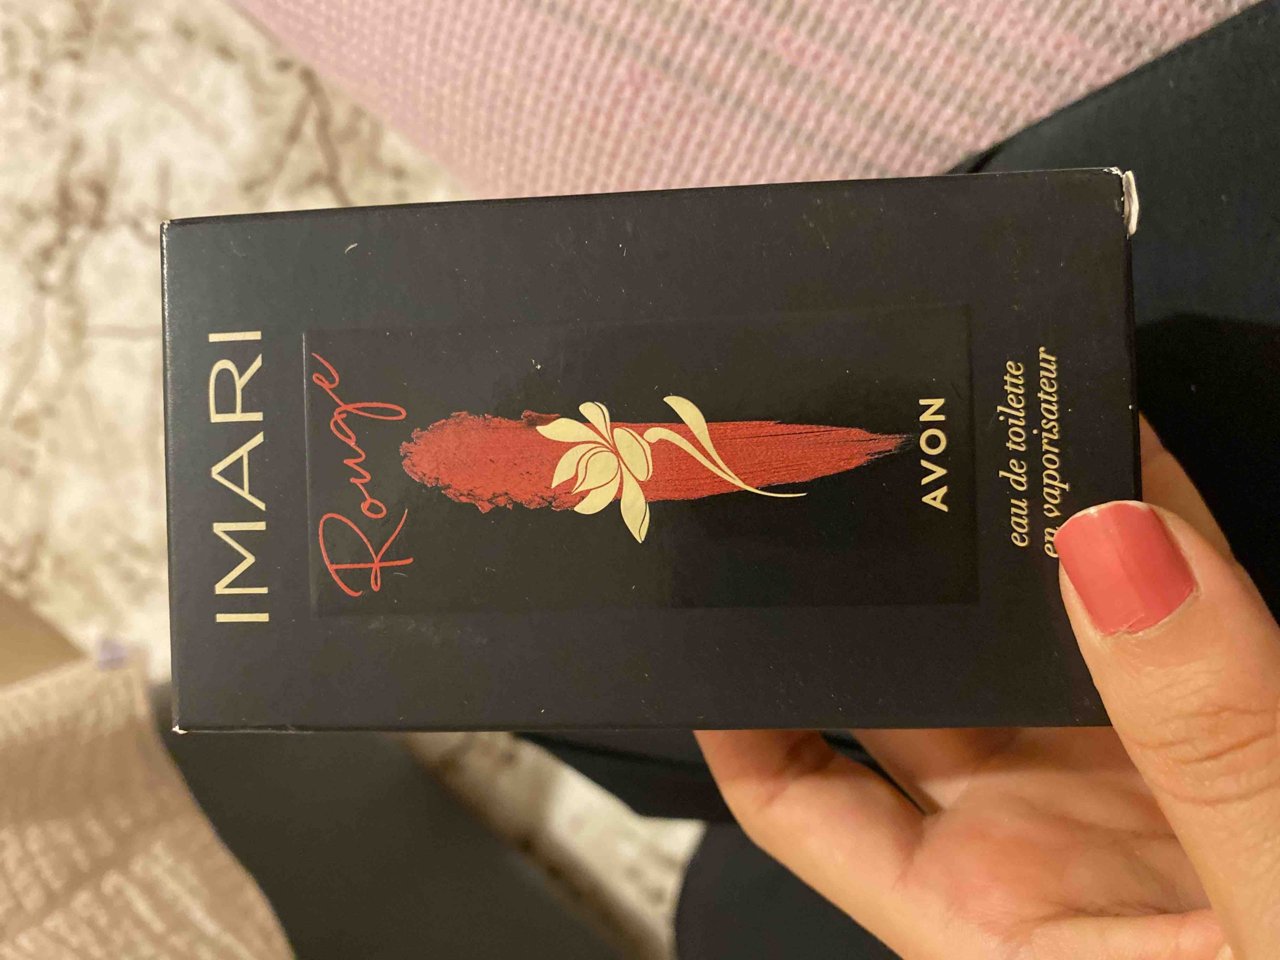 IMARI
Rouge
AVON
eau de toilette
en vaporisateur